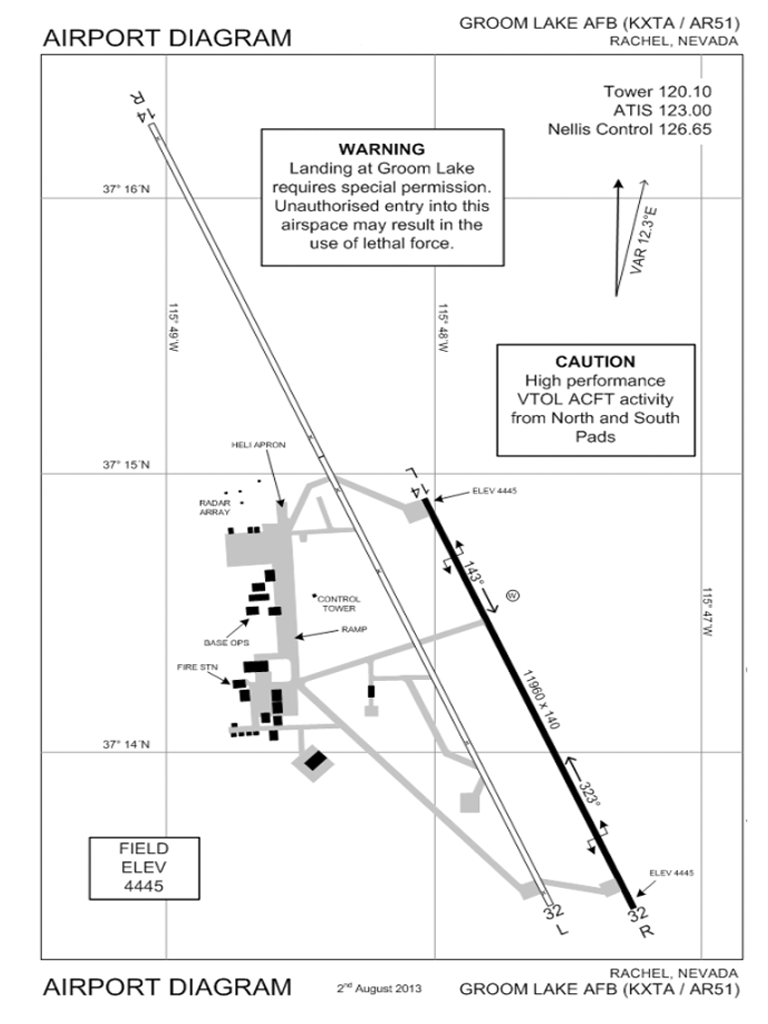 AIRPORT DIAGRAM
GROOM LAKE AFB (KXTA / AR51)
RACHEL, NEVADA
Tower 120.10
ATIS 123.00
Nellis Control 126.65
14
R
WARNING
Landing at Groom Lake
requires special permission.
Unauthorised entry into this
airspace may result in the
use of lethal force.
37° 16´N
VAR 12.3°E
115° 49´W
115° 48´W
CAUTION
High performance
VTOL ACFT activity
from North and South
Pads
HELI APRON
37° 15´N
14
L
ELEV 4445
RADAR
ARRAY
143°
W
CONTROL
TOWER
115° 47´W
RAMP
BASE OPS
FIRE STN
11960 x 140
37° 14´N
323°
FIELD
ELEV
4445
ELEV 4445
32
L
32
R
AIRPORT DIAGRAM
2nd August 2013
RACHEL, NEVADA
GROOM LAKE AFB (KXTA / AR51)